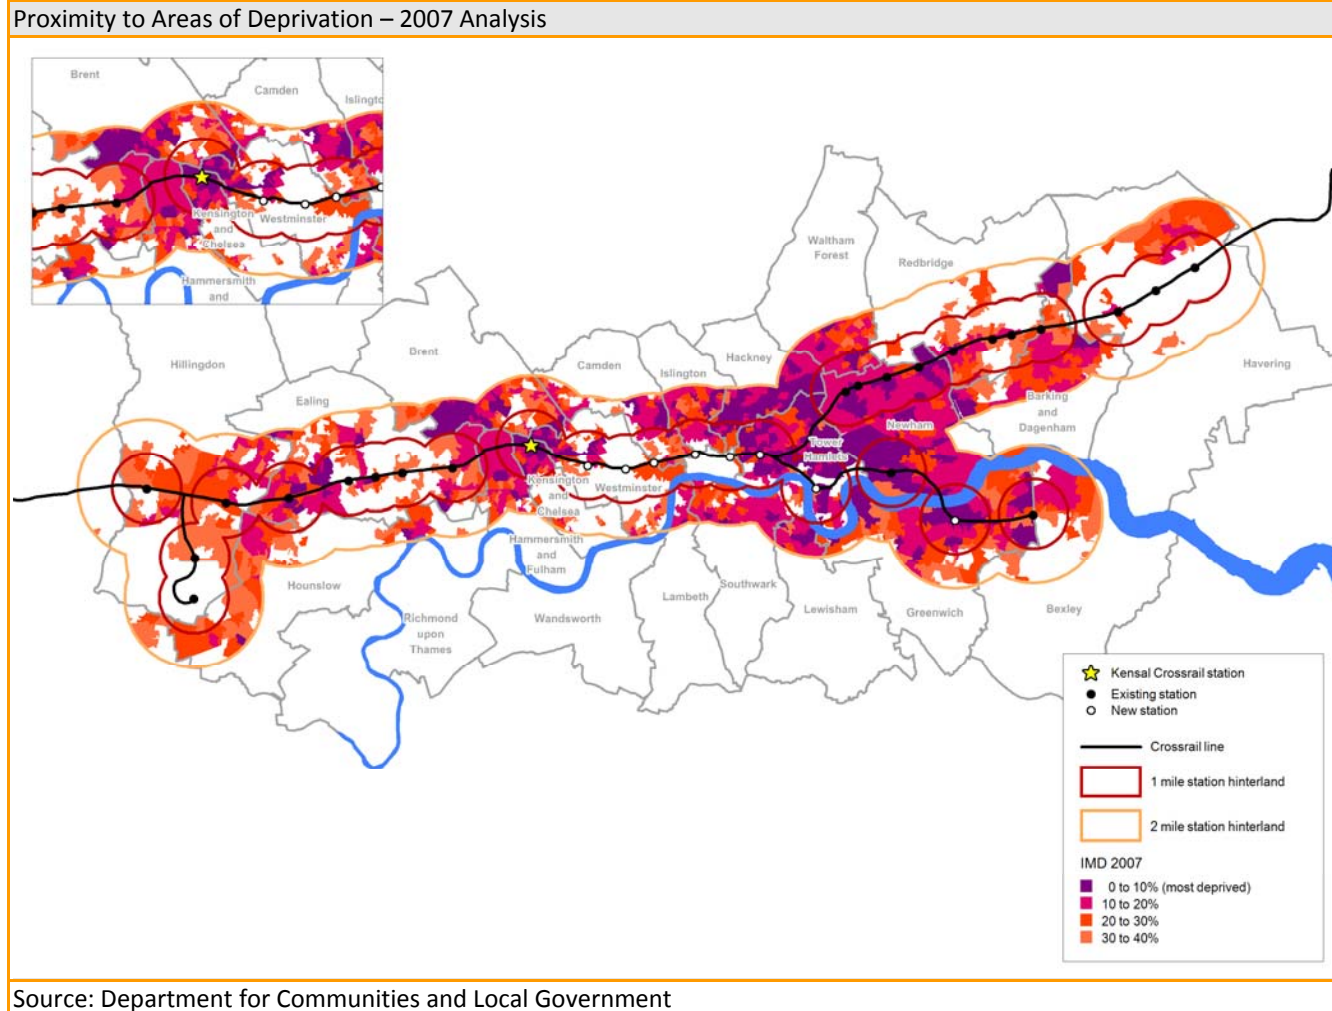 Proximity to Areas of Deprivation – 2007 Analysis
Brent
Camden
Islingto
Kensington
and
Chelsea
Westminster
Hammersmith
and
Waltham
Forest
Redbridge
Havering
Hillingdon
Drent
Ealing
Camden
Islington
Hackney
Barking
and
Dagenham
Newham
Tower
Hamlets
Kensington
and
Chelsea
Westminster
Hammersmith
and
Fulham
Hounslow
Richmond
upon
Thames
Wandsworth
Lambeth
Southwark
Lewisham
Greenwich
Bexley
Kensal Crossrail station
Existing station
New station
Crossrail line
1 mile station hinterland
2 mile station hinterland
IMD 2007
0 to 10% (most deprived)
10 to 20%
20 to 30%
30 to 40%
Source: Department for Communities and Local Government